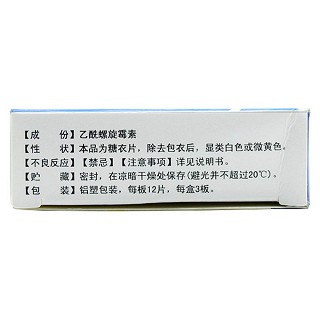 【成　份】乙酰螺旋霉素
【性　状】本品为糖衣片，除去包衣后，显类白色或微黄色。
【不良反应】【禁忌】【注意事项】详见说明书。
【贮　藏】密封，在凉暗干燥处保存(避光并不超过20℃)。
【包　装】铝塑包装，每板12片，每盒3板。